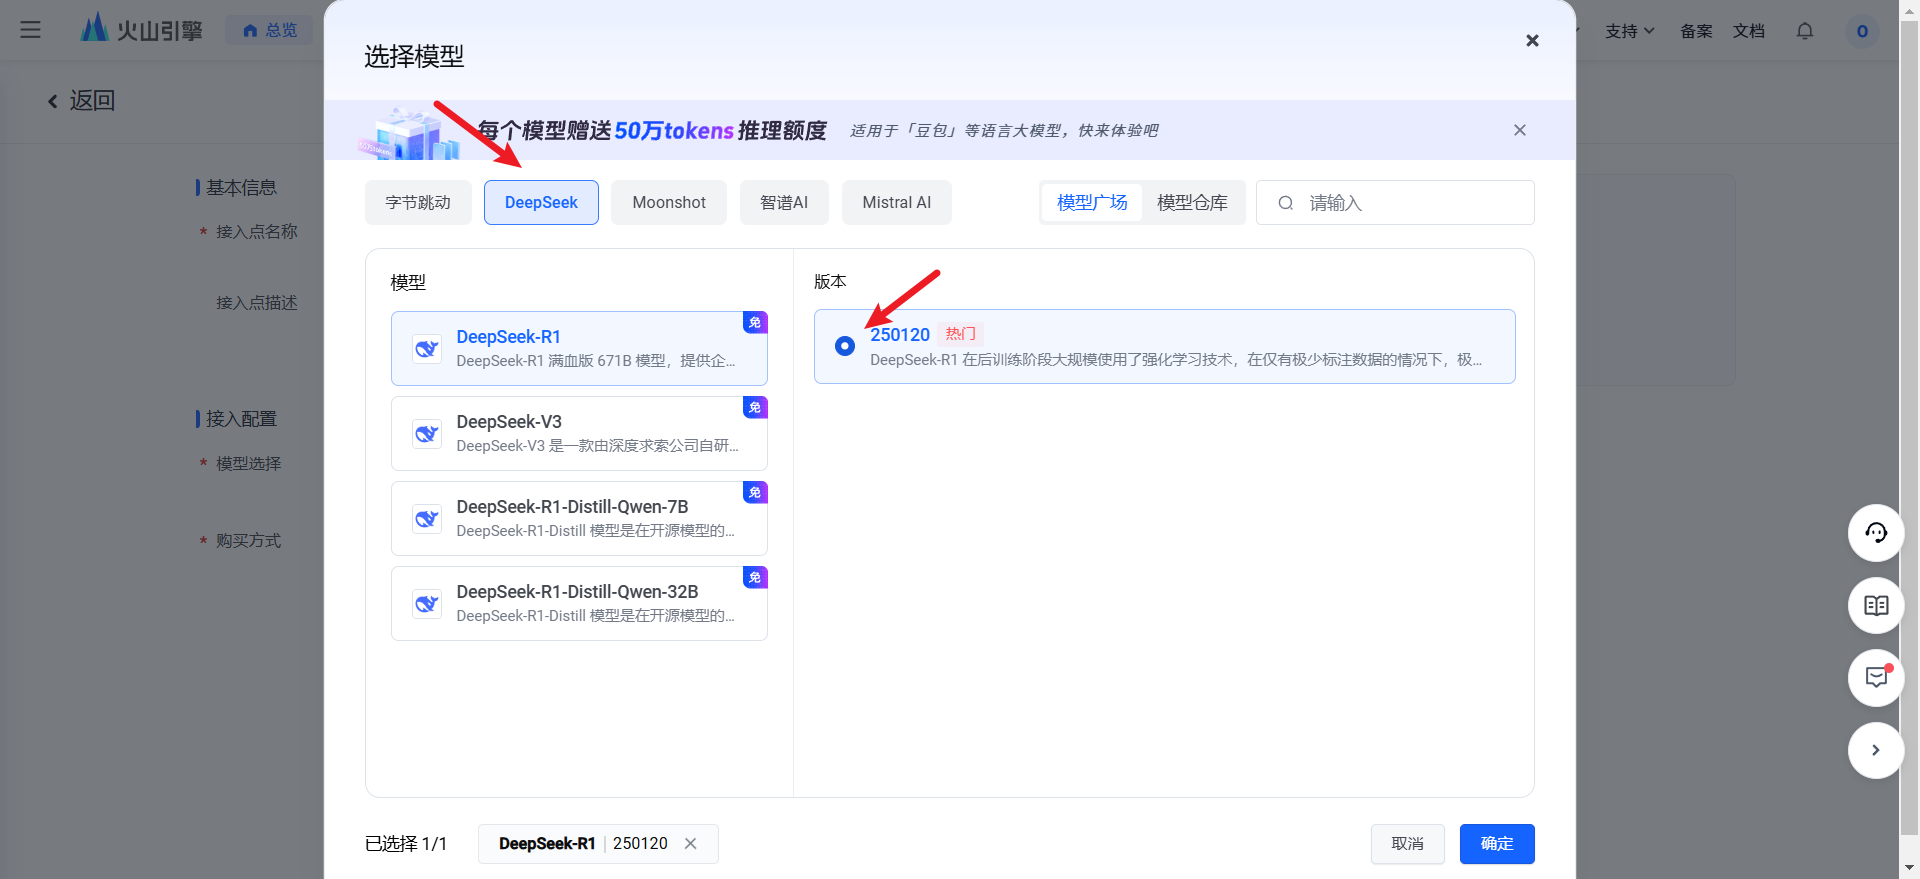 火山引擎
总览
支持
备案
文档
O
返回
基本信息
* 接入点名称
接入点描述
接入配置
* 模型选择
* 购买方式
选择模型
50万tokens
每个模型赠送 50万tokens 推理额度
适用于「豆包」等语言大模型，快来体验吧
字节跳动
DeepSeek
Moonshot
智谱AI
Mistral AI
模型广场
模型仓库
请输入
模型
DeepSeek-R1
免
DeepSeek-R1 满血版 671B 模型，提供企...
DeepSeek-V3
免
DeepSeek-V3 是一款由深度求索公司自研...
DeepSeek-R1-Distill-Qwen-7B
免
DeepSeek-R1-Distill 模型是在开源模型的...
DeepSeek-R1-Distill-Qwen-32B
免
DeepSeek-R1-Distill 模型是在开源模型的...
版本
250120 热门
DeepSeek-R1 在后训练阶段大规模使用了强化学习技术，在仅有极少标注数据的情况下，极...
已选择 1/1
DeepSeek-R1 | 250120
取消
确定